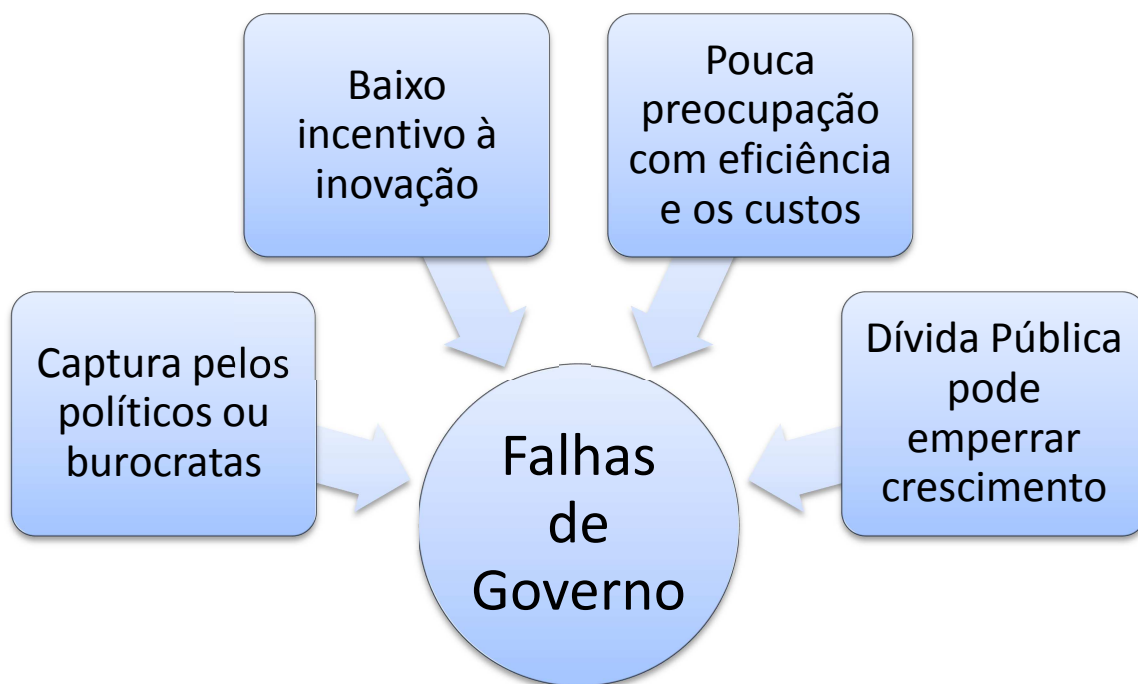 Baixo
incentivo à
inovação
Pouca
preocupação
com eficiência
e os custos
Captura pelos
políticos ou
burocratas
Dívida Pública
pode
emperrar
crescimento
Falhas
de
Governo